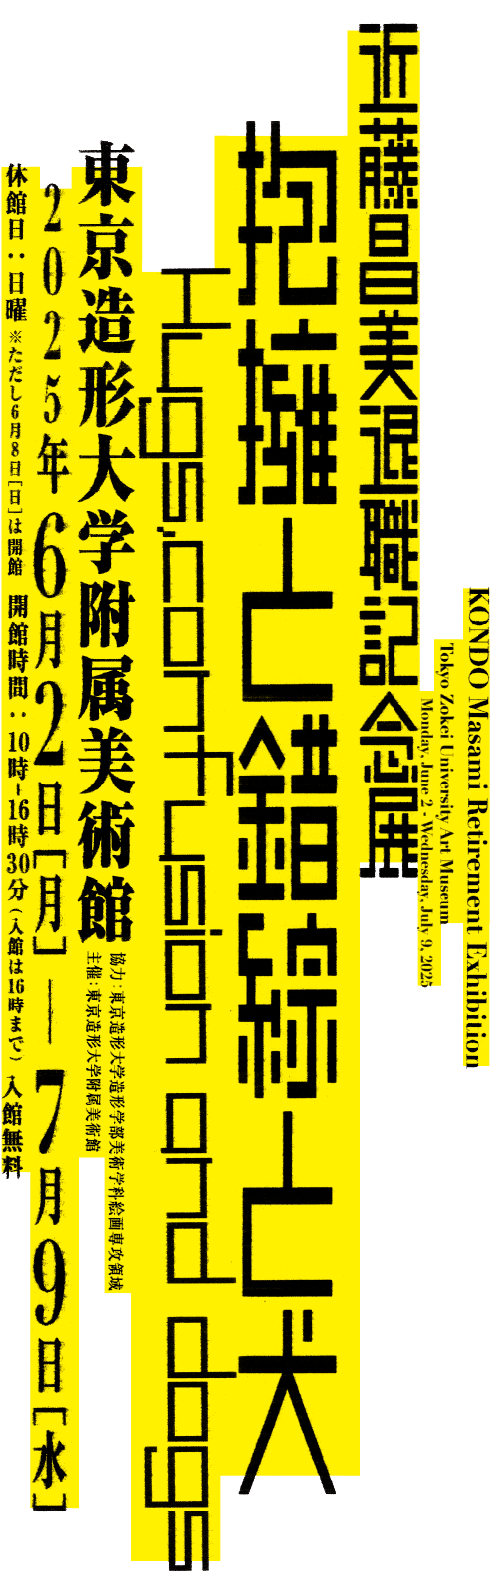 KONDO Masami Retirement Exhibition
Tokyo Zokei University Art Museum
Monday, June 2 - Wednesday, July 9, 2025
近藤昌美退職記念展
抱擁と錯綜と犬
Hugs, confusion and dogs
協力：東京造形大学造形学部美術学科絵画専攻領域
主催：東京造形大学附属美術館
東京造形大学附属美術館
2025年6月2日［月］―7月9日［水］
休館日：日曜 ※ただし6月8日［日］は開館 開館時間：10時-16時30分（入館は16時まで）入館無料